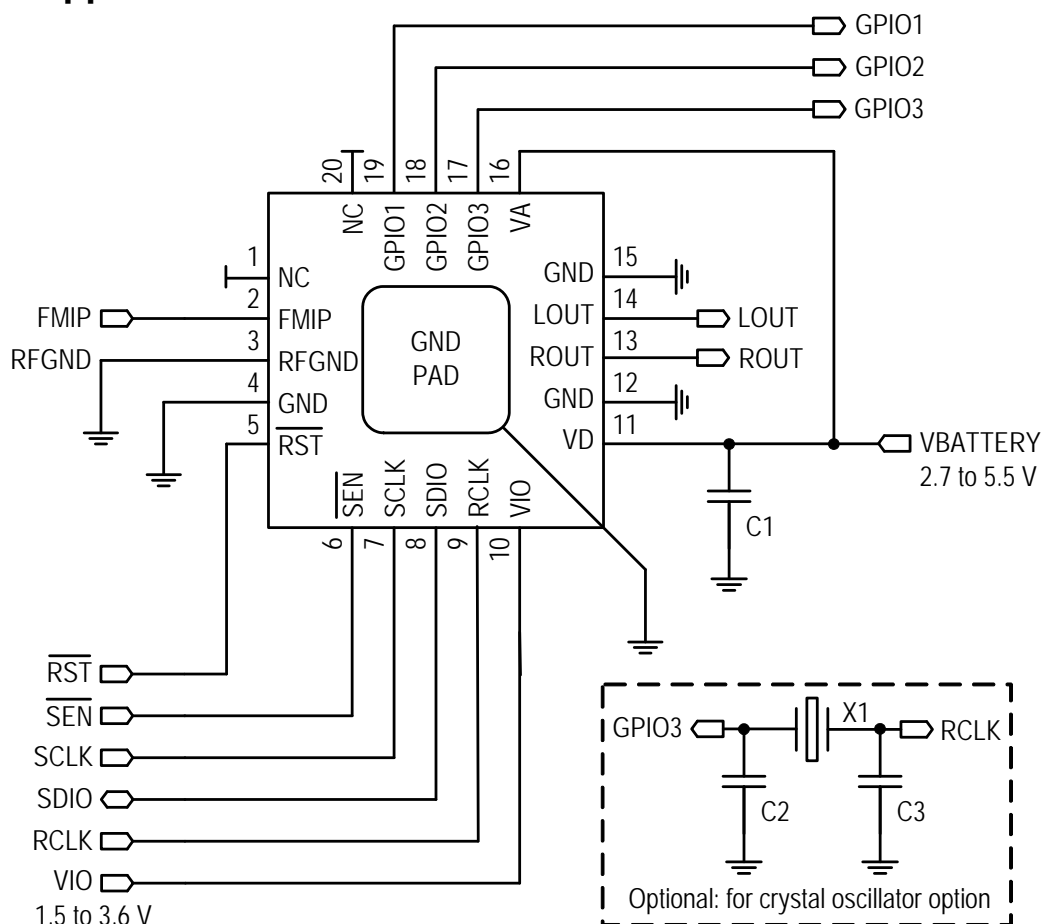 GPIO1
GPIO2
GPIO3
20
19
18
17
16
NC
GPIO1
GPIO2
GPIO3
VA
1
NC
2
FMIP
FMIP
3
RFGND
RFGND
4
GND
5
RST
GND
PAD
15
GND
14
LOUT
LOUT
13
ROUT
ROUT
12
GND
11
VD
VBATTERY
2.7 to 5.5 V
C1
SEN
SCLK
SDIO
RCLK
VIO
6
7
8
9
10
RST
SEN
SCLK
SDIO
RCLK
VIO
1.5 to 3.6 V
GPIO3
X1
RCLK
C2
C3
Optional: for crystal oscillator option